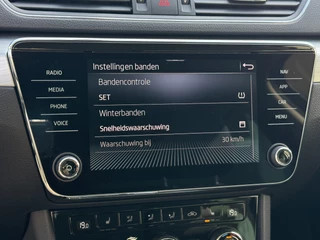 Instellingen banden
RADIO
MEDIA
PHONE
VOICE
Bandencontrole
SET
Winterbanden
Snelheidswaarschuwing
Waarschuwing bij 30 km/h
NAV
APP
CAR
MENU